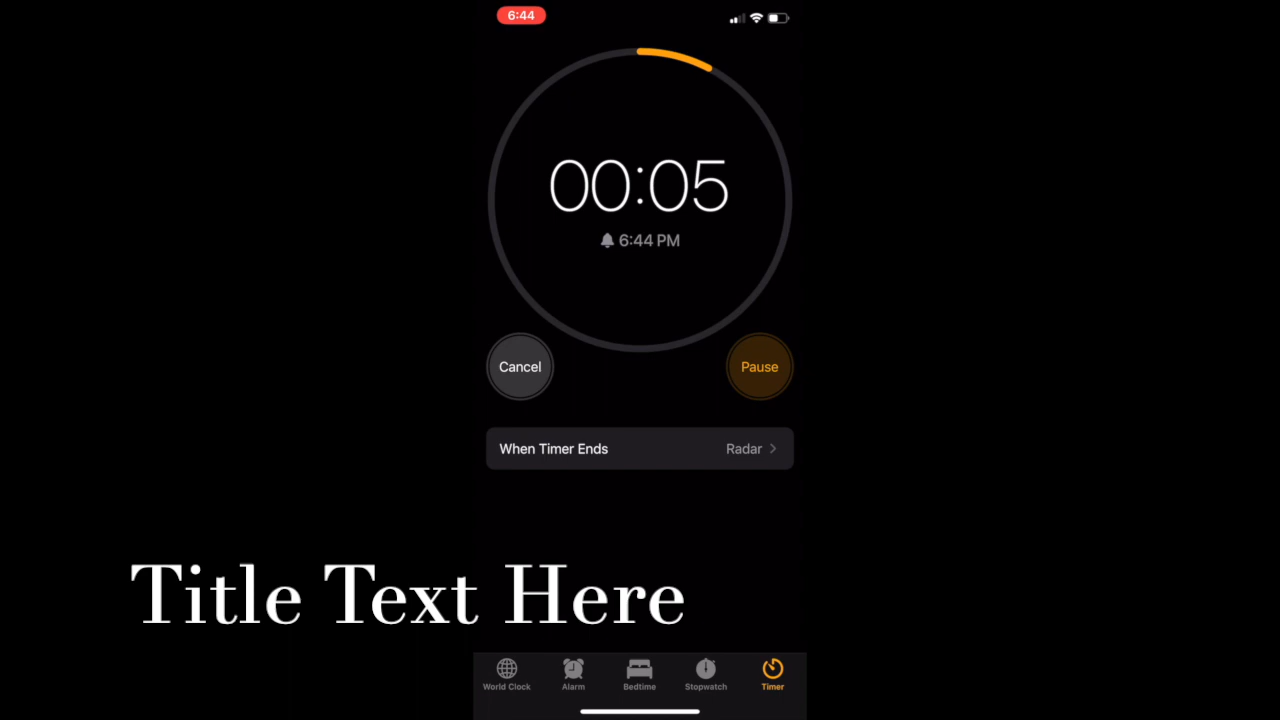 6:44
00:05
6:44 PM
Cancel
Pause
When Timer Ends
Radar
Title Text Here
World Clock
Alarm
Bedtime
Stopwatch
Timer